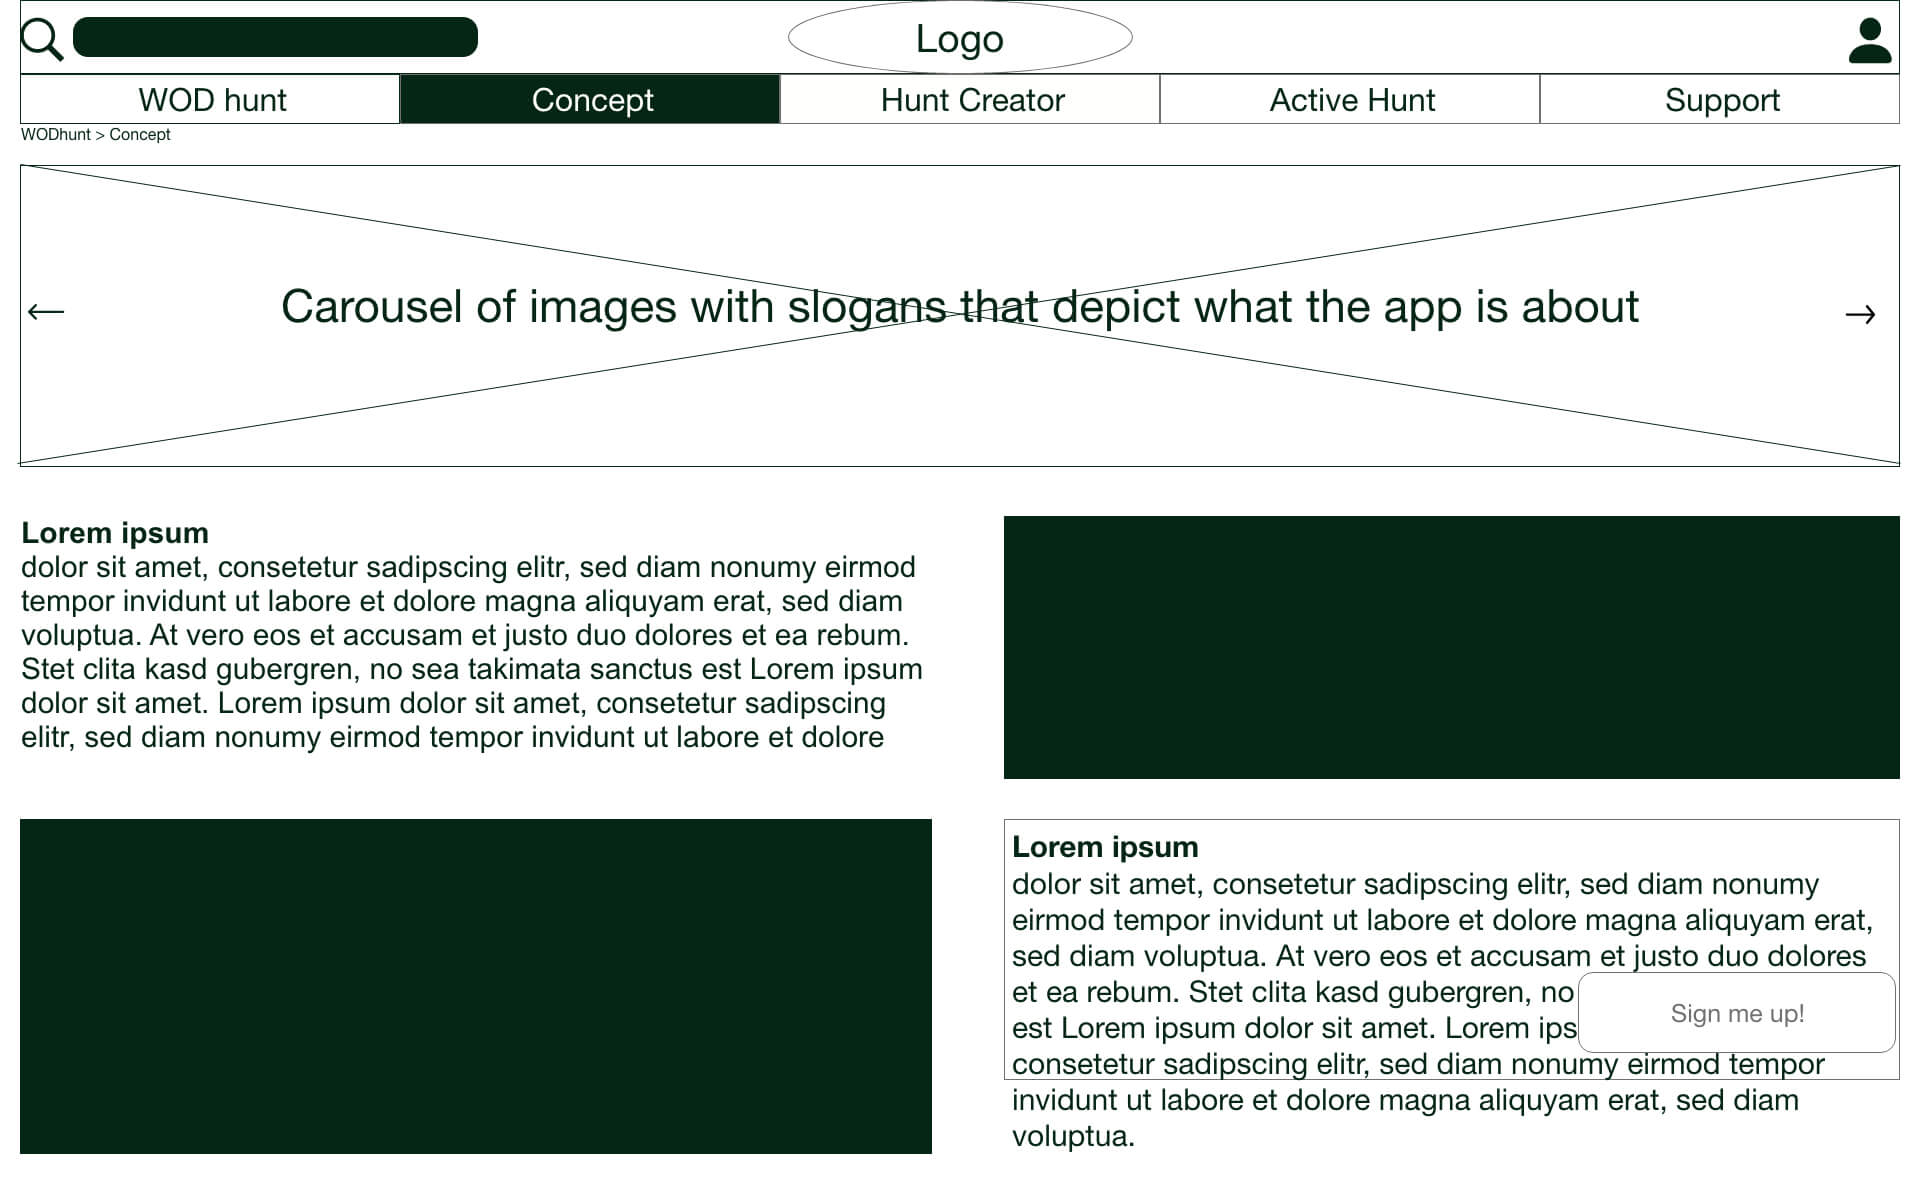 Logo
WOD hunt
Concept
Hunt Creator
Active Hunt
Support
WODhunt > Concept
Carousel of images with slogans that depict what the app is about
Lorem ipsum
dolor sit amet, consetetur sadipscing elitr, sed diam nonumy eirmod
tempor invidunt ut labore et dolore magna aliquyam erat, sed diam
voluptua. At vero eos et accusam et justo duo dolores et ea rebum.
Stet clita kasd gubergren, no sea takimata sanctus est Lorem ipsum
dolor sit amet. Lorem ipsum dolor sit amet, consetetur sadipscing
elitr, sed diam nonumy eirmod tempor invidunt ut labore et dolore
Lorem ipsum
dolor sit amet, consetetur sadipscing elitr, sed diam nonumy
eirmod tempor invidunt ut labore et dolore magna aliquyam erat,
sed diam voluptua. At vero eos et accusam et justo duo dolores
et ea rebum. Stet clita kasd gubergren, no
est Lorem ipsum dolor sit amet. Lorem ips
Sign me up!
consetetur sadipscing elitr, sed diam nonumy eirmod tempor
invidunt ut labore et dolore magna aliquyam erat, sed diam
voluptua.